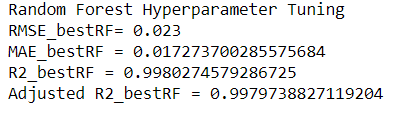 Random Forest Hyperparameter Tuning
RMSE_bestRF= 0.023
MAE_bestRF = 0.017273700285575684
R2_bestRF = 0.9980274579286725
Adjusted R2_bestRF = 0.9979738827119204